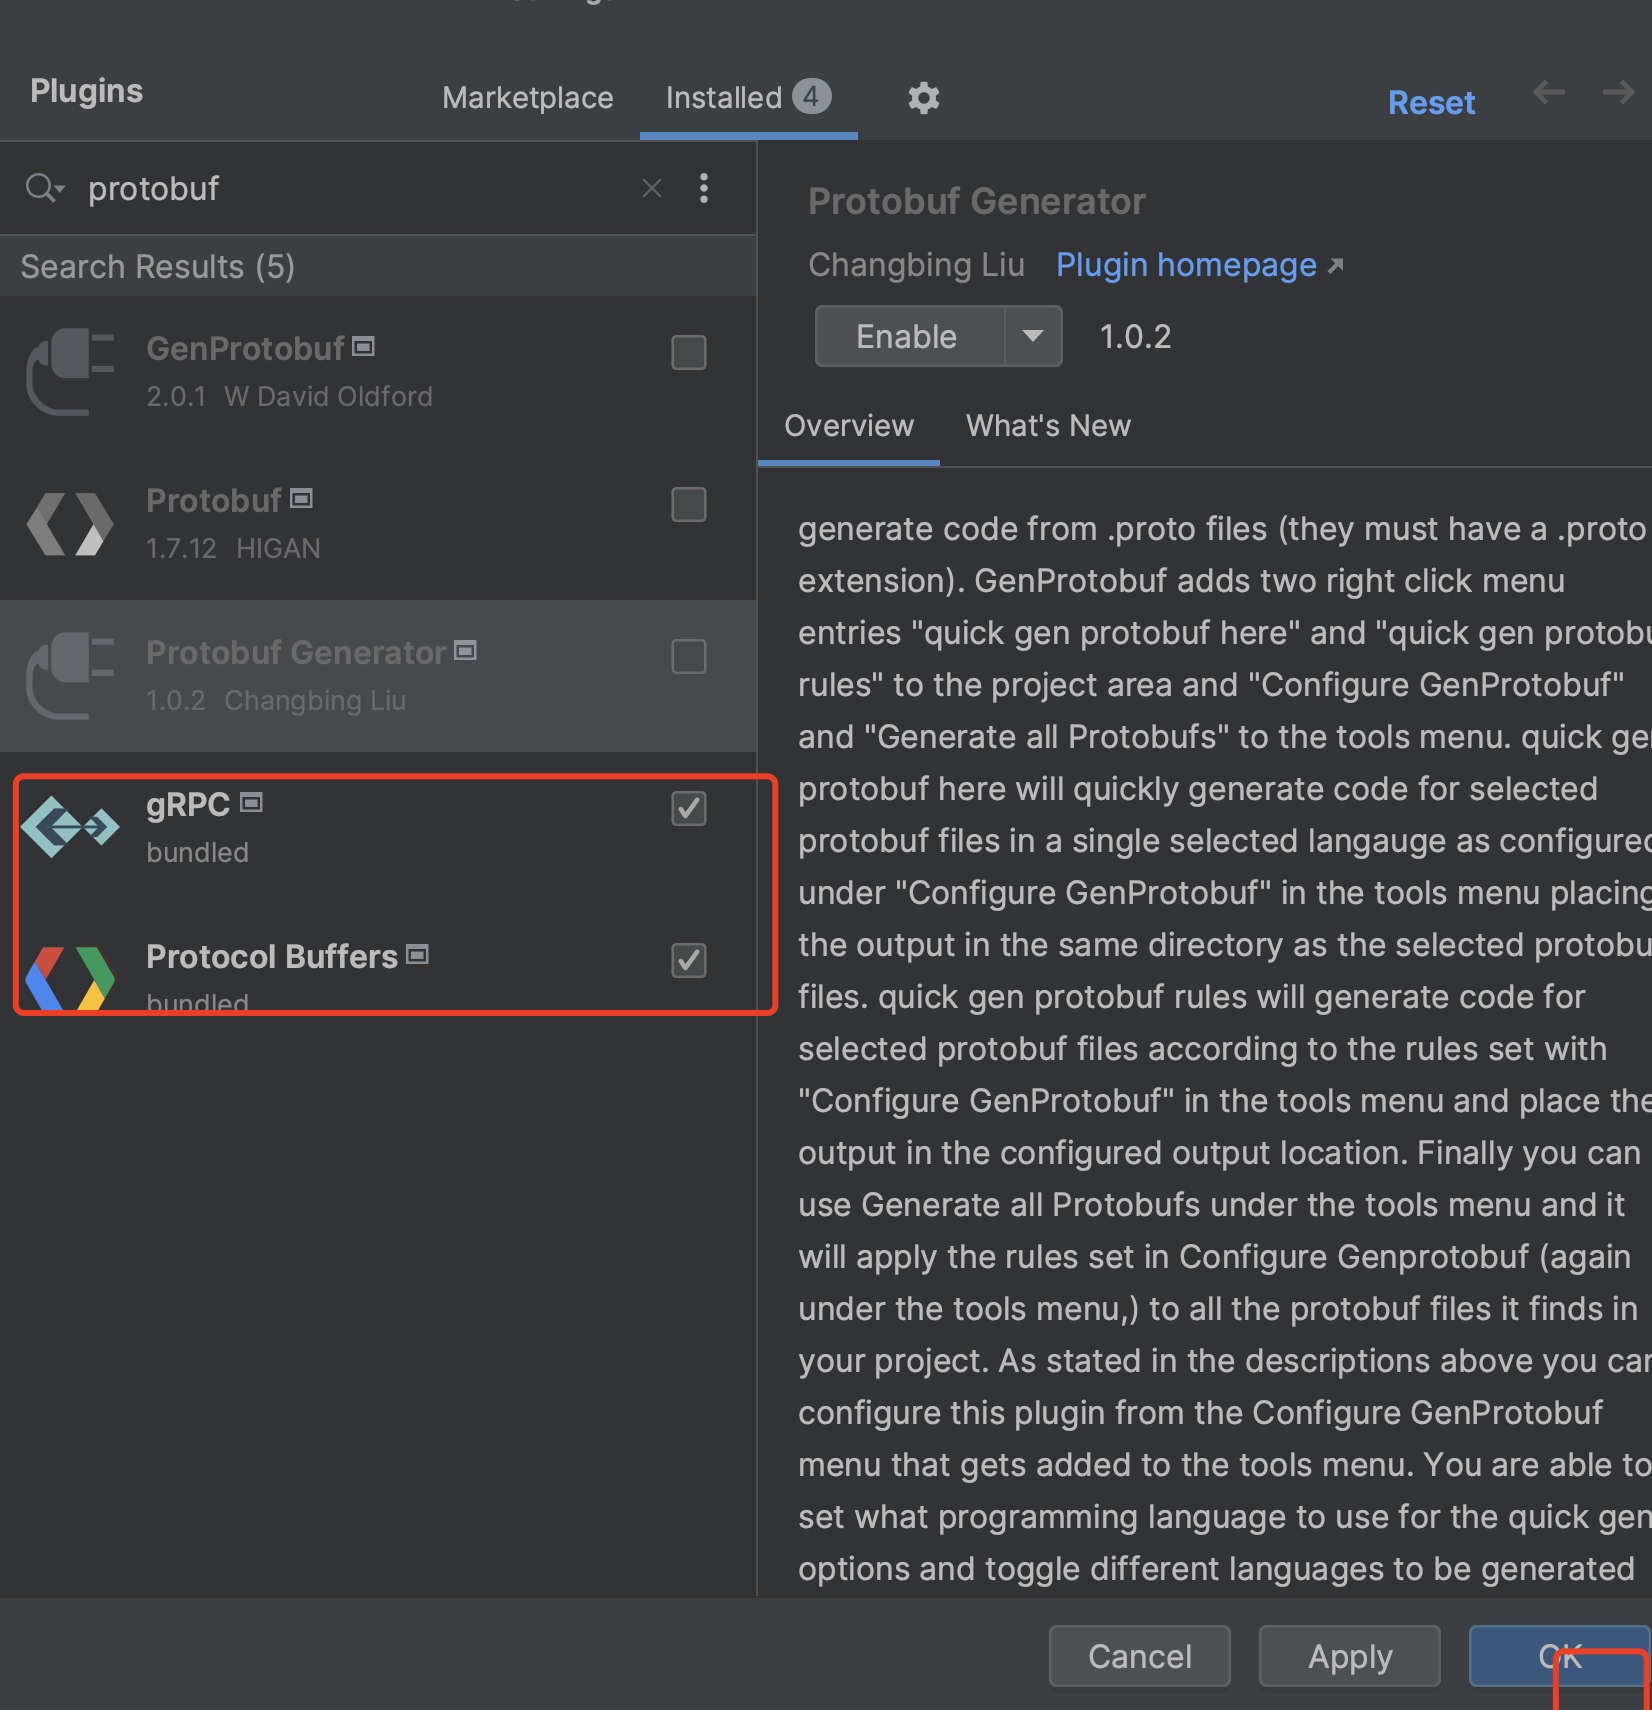 Plugins
Marketplace
Installed 4
Reset
protobuf
Search Results (5)
GenProtobuf
2.0.1 W David Oldford
Protobuf
1.7.12 HIGAN
Protobuf Generator
1.0.2 Changbing Liu
gRPC
bundled
Protocol Buffers
bundled
Protobuf Generator
Changbing Liu Plugin homepage
Enable 1.0.2
Overview What's New
generate code from .proto files (they must have a .proto
extension). GenProtobuf adds two right click menu
entries "quick gen protobuf here" and "quick gen protobu
rules" to the project area and "Configure GenProtobuf"
and "Generate all Protobufs" to the tools menu. quick ge
protobuf here will quickly generate code for selected
protobuf files in a single selected langauge as configured
under "Configure GenProtobuf" in the tools menu placing
the output in the same directory as the selected protobu
files. quick gen protobuf rules will generate code for
selected protobuf files according to the rules set with
"Configure GenProtobuf" in the tools menu and place the
output in the configured output location. Finally you can
use Generate all Protobufs under the tools menu and it
will apply the rules set in Configure Genprotobuf (again
under the tools menu,) to all the protobuf files it finds in
your project. As stated in the descriptions above you can
configure this plugin from the Configure GenProtobuf
menu that gets added to the tools menu. You are able to
set what programming language to use for the quick gen
options and toggle different languages to be generated
Cancel
Apply
OK